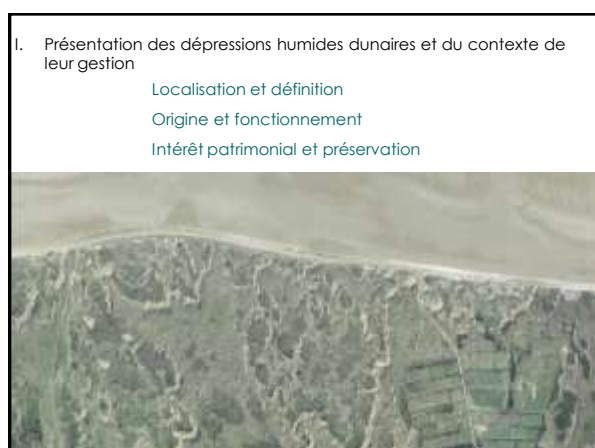 I. Présentation des dépressions humides dunaires et du contexte de
leur gestion
Localisation et définition
Origine et fonctionnement
Intérêt patrimonial et préservation